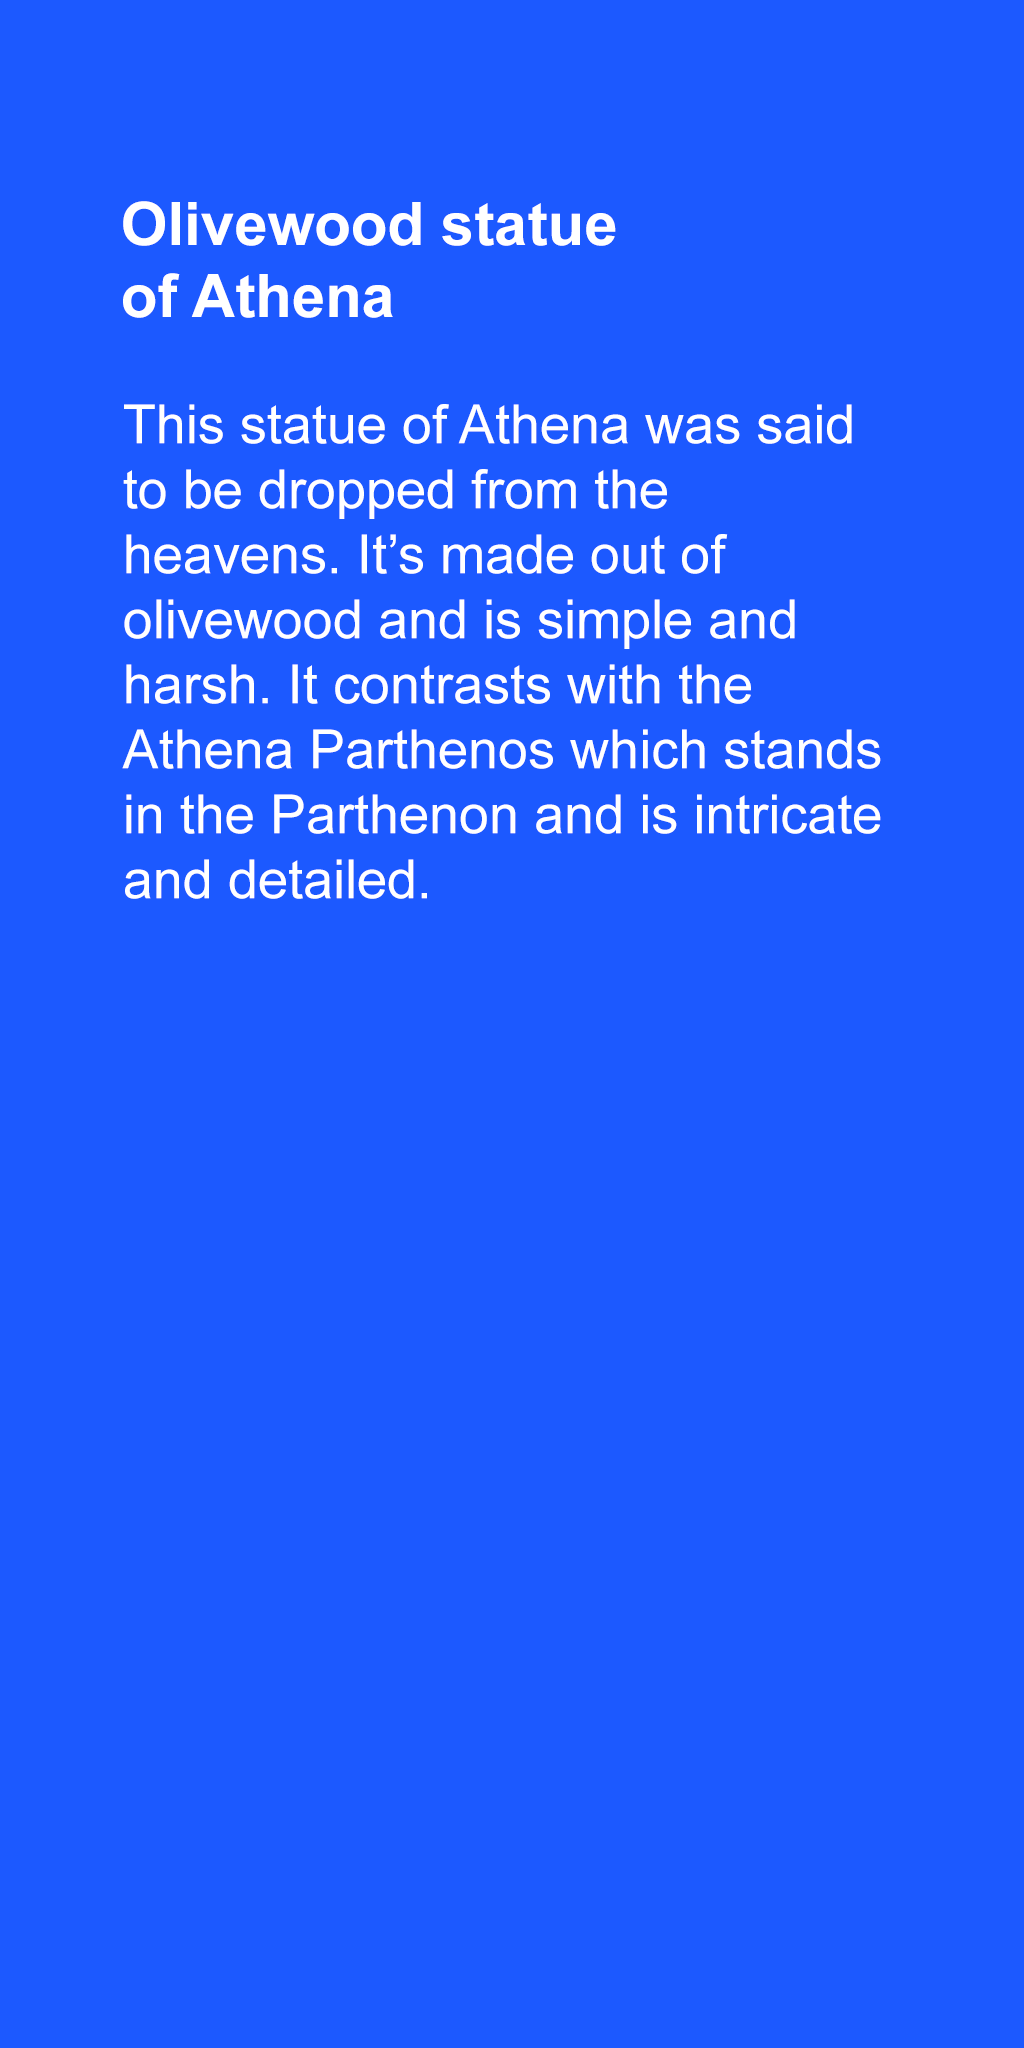 Olivewood statue
of Athena
This statue of Athena was said
to be dropped from the
heavens. It’s made out of
olivewood and is simple and
harsh. It contrasts with the
Athena Parthenos which stands
in the Parthenon and is intricate
and detailed.